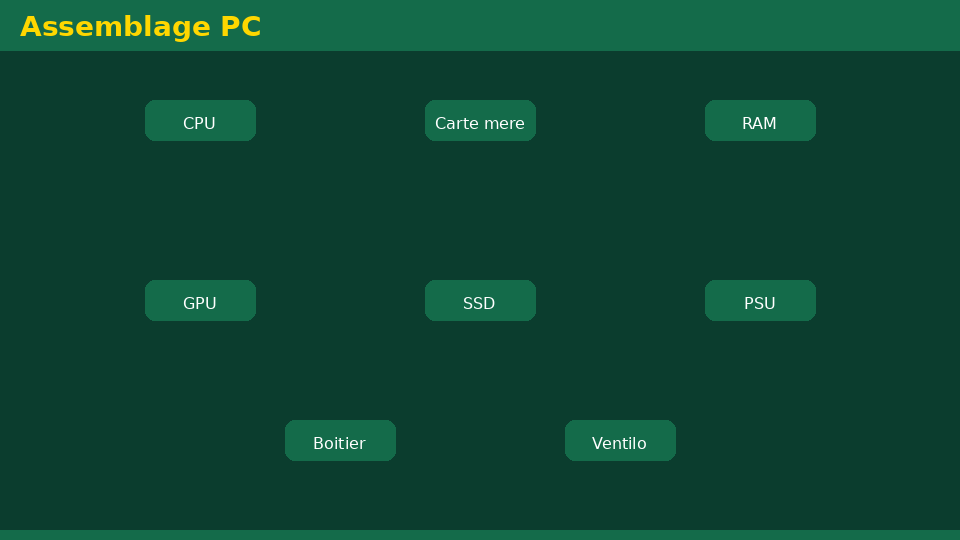 Assemblage PC
CPU
Carte mere
RAM
GPU
SSD
PSU
Boitier
Ventilo